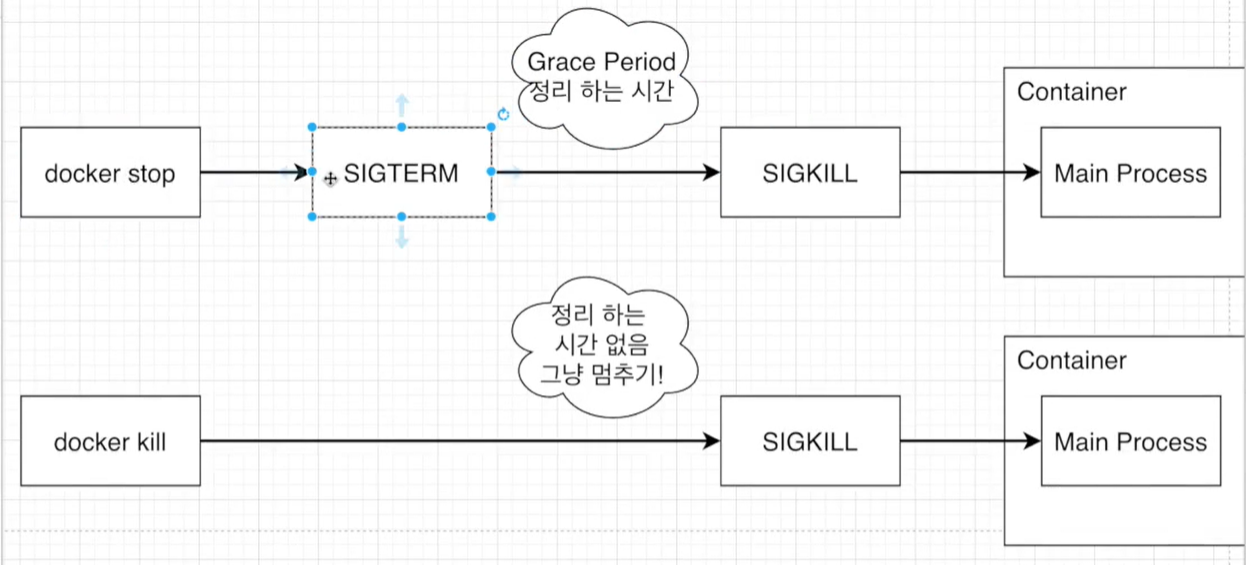 Grace Period
정리 하는 시간
Container
docker stop
SIGTERM
SIGKILL
Main Process
정리 하는
시간 없음
그냥 멈추기!
Container
docker kill
SIGKILL
Main Process